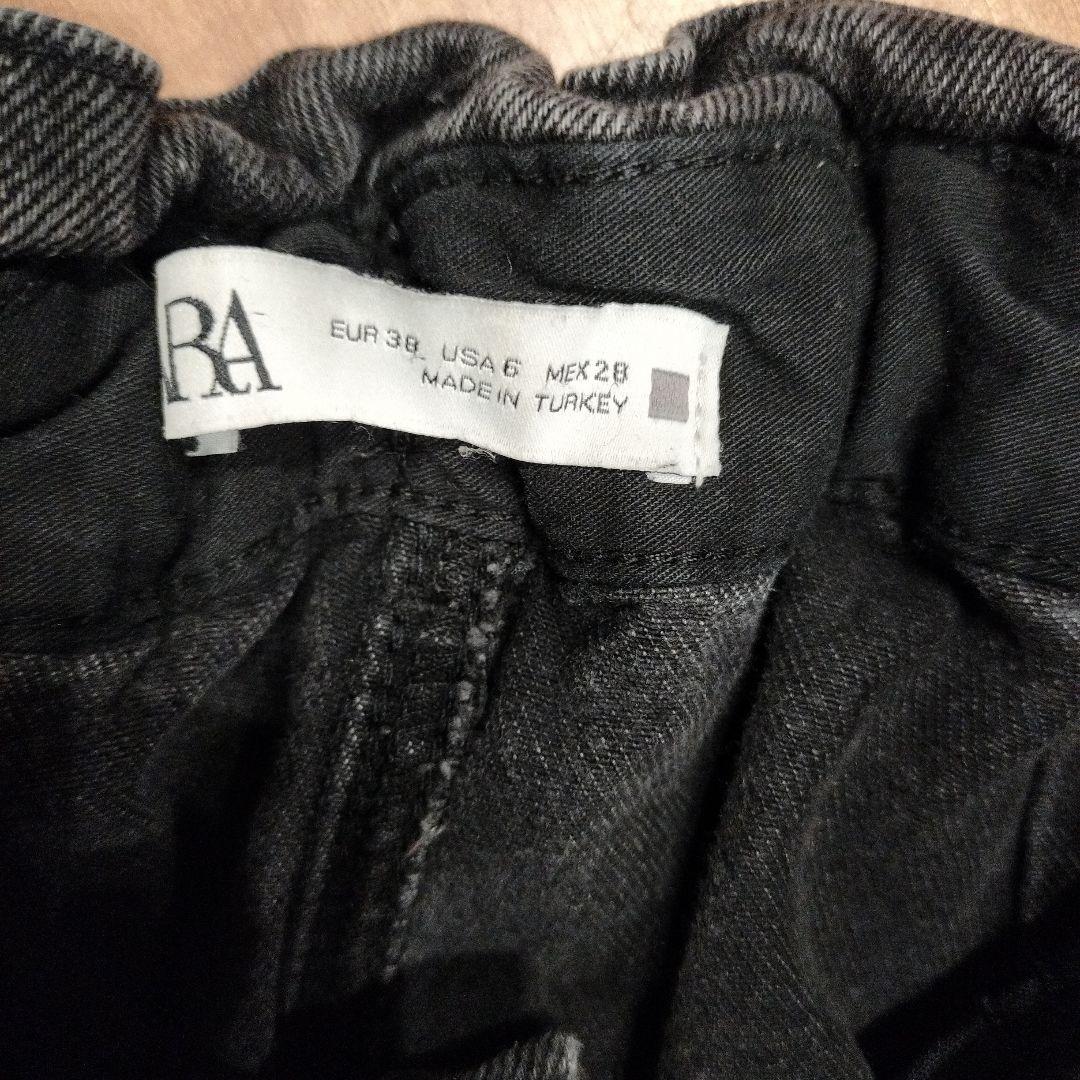 RA
EUR 38 USA 6 MEX 28
MADE IN TURKEY